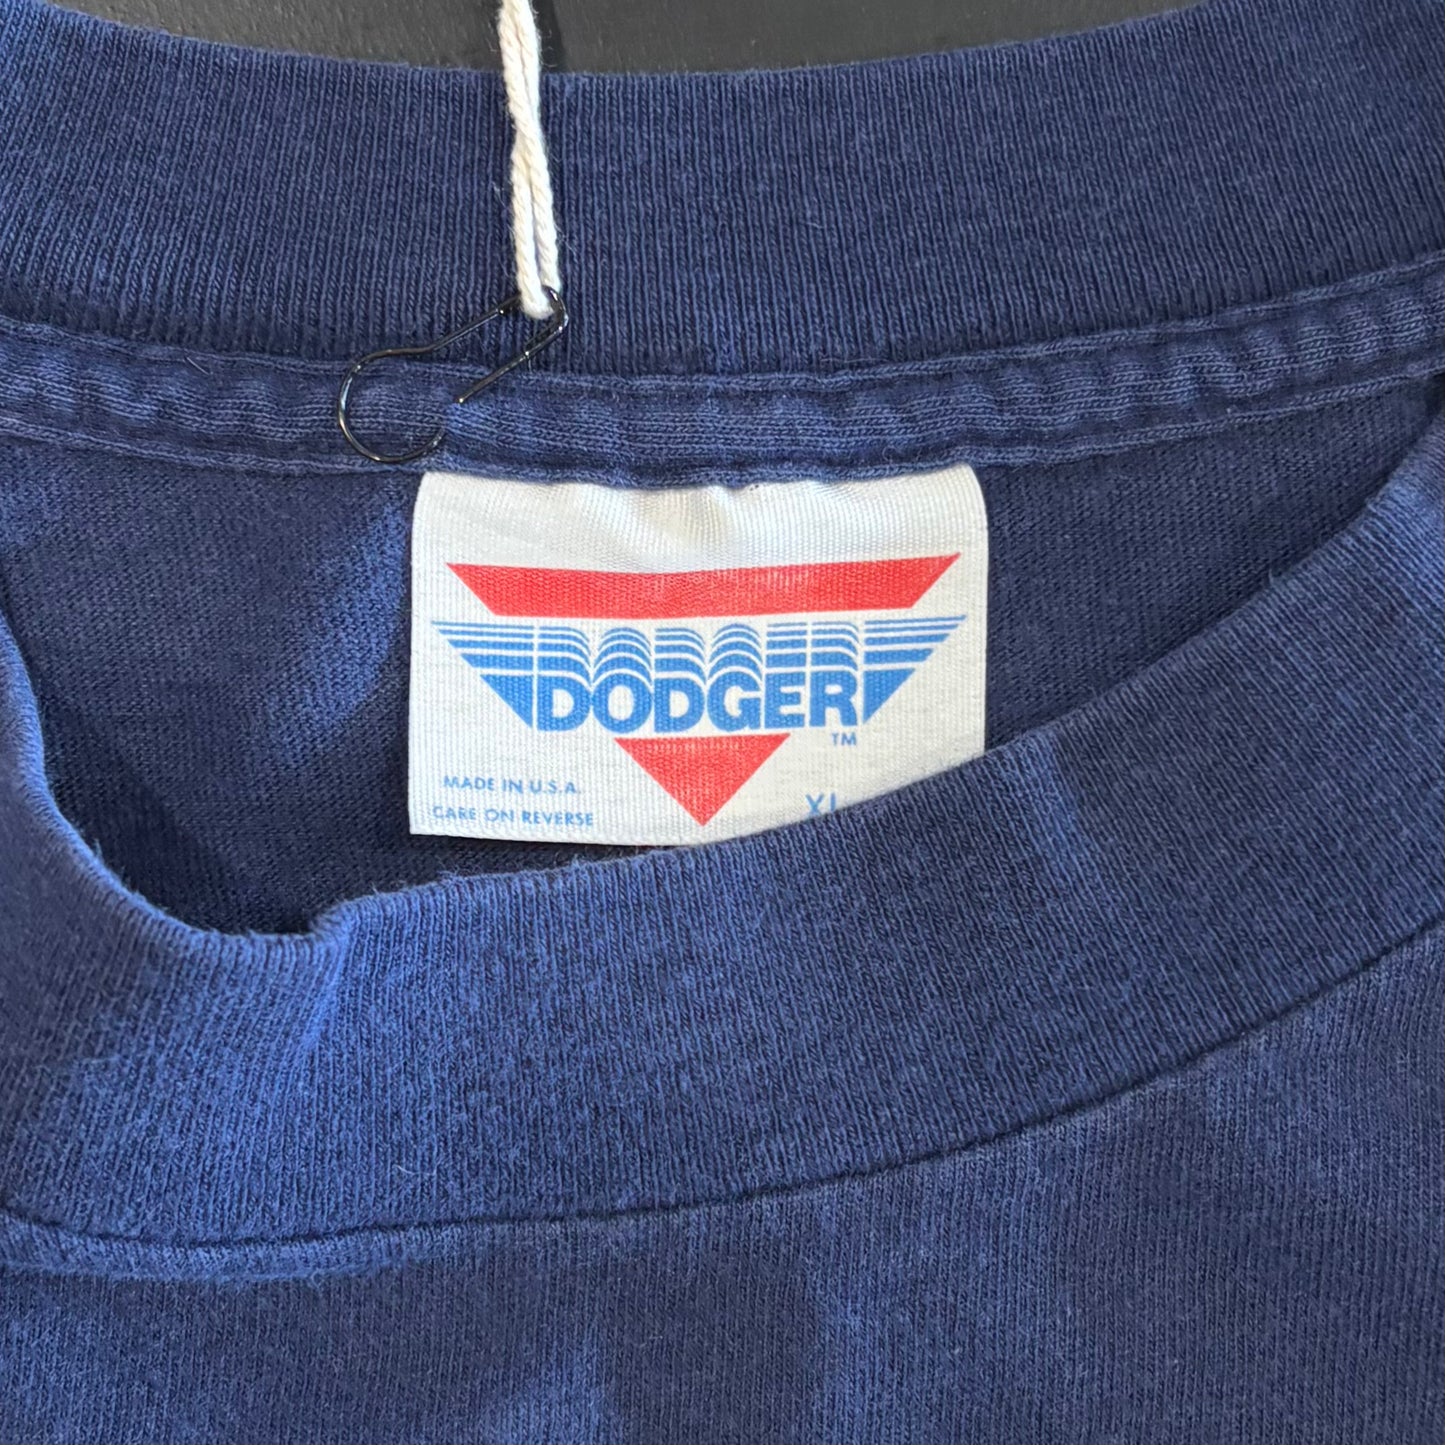 DODGER
TM
MADE IN U.S.A.
CARE ON REVERSE
XL